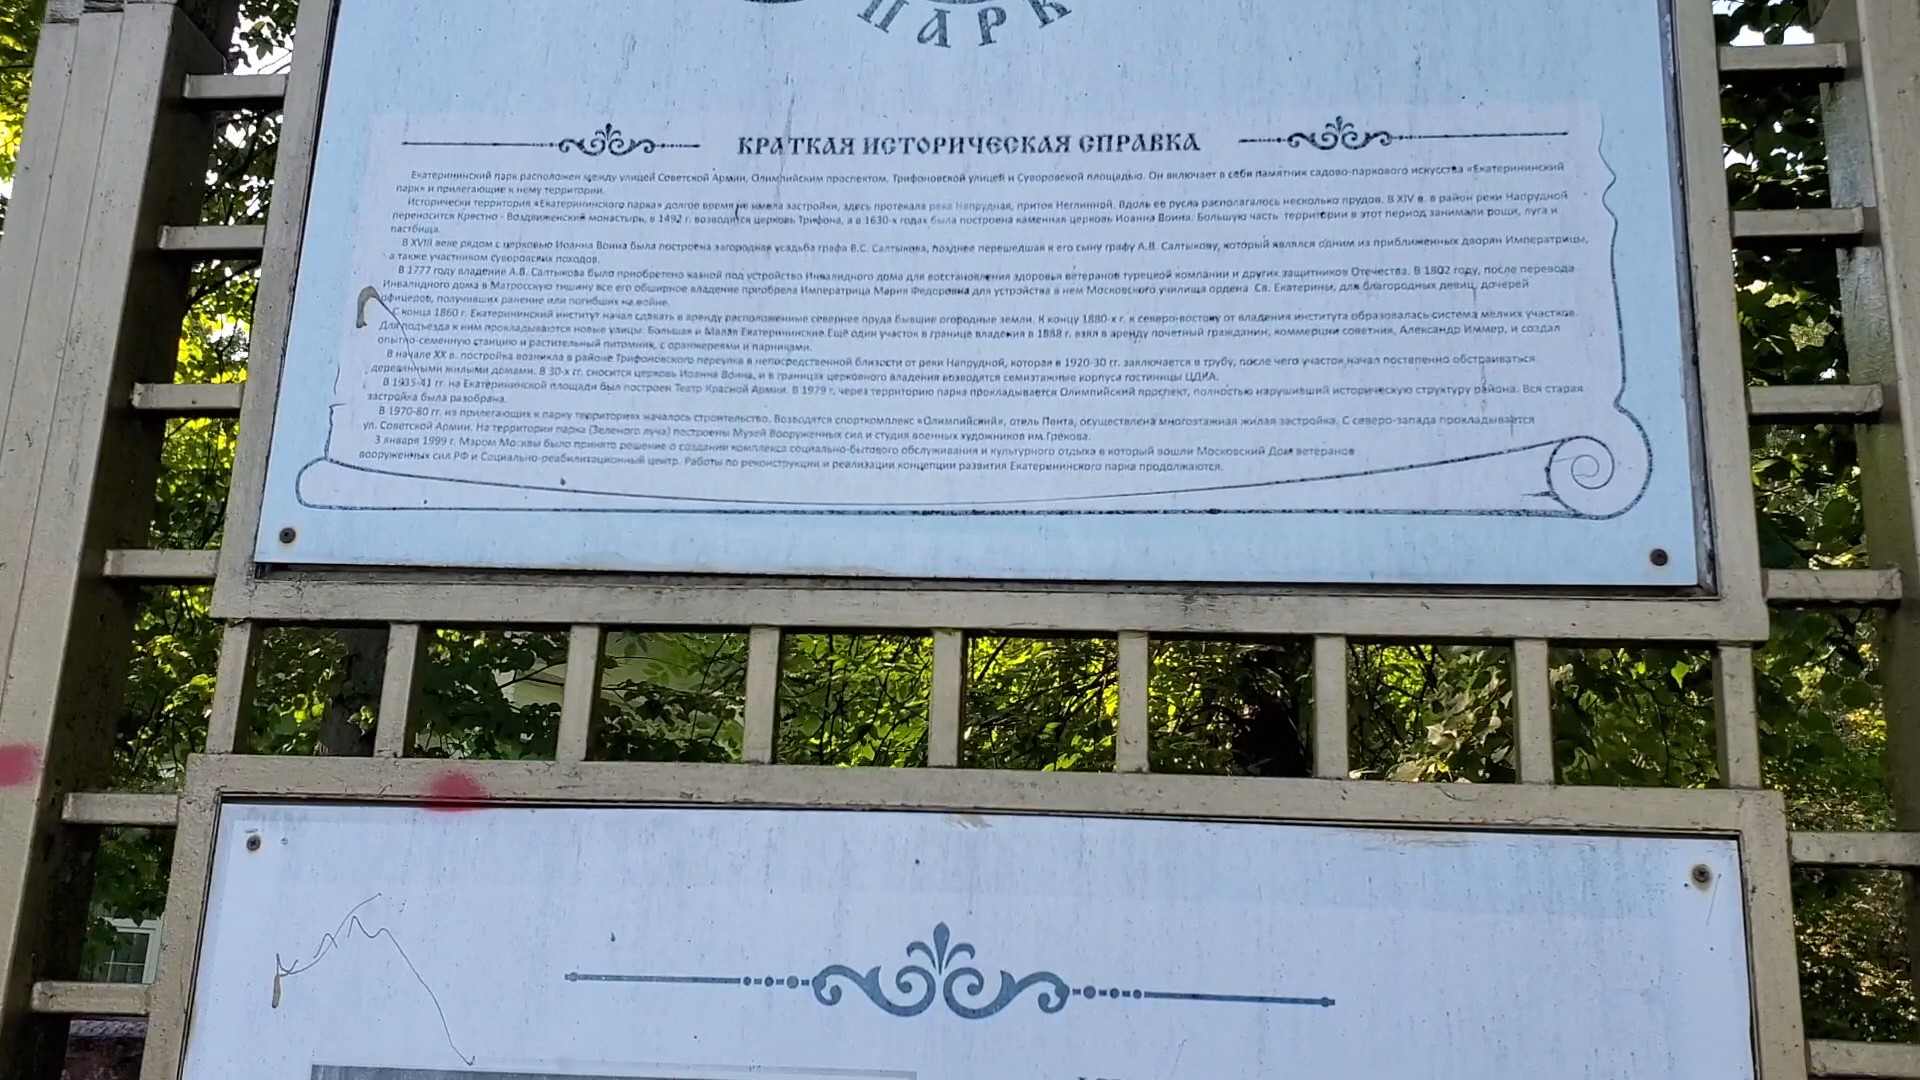 ПАРК
КРАТКАЯ ИСТОРИЧЕСКАЯ СПРАВКА
Екатерининский парк расположен между улицей Советской Армии, Олимпийским проспектом, Трифоновской улицей и Суворовской площадью. Он включает в себя памятник садово-паркового искусства «Екатерининский
парк» и прилегающие к нему территории.
Исторически территория «Екатерининского парка» долгое время не имела застройки, здесь протекала река Напрудная, приток Неглинной. Вдоль ее русла располагалось несколько прудов. В XIV в. в район реки Напрудной
переносится Крестно - Воздвиженский монастырь, в 1492 г. возводится церковь Трифона, а в 1630-х годах была построена каменная церковь Иоанна Воина. Большую часть территории в этот период занимали рощи, луга и
пастбища.
В XVIII веке рядом с церковью Иоанна Воина была построена загородная усадьба графа В.С. Салтыкова, позднее перешедшая к его сыну графу А.В. Салтыкову, который являлся одним из приближенных дворян Императрицы,
а также участником суворовских походов.
В 1777 году владение А.В. Салтыкова было приобретено казной под устройство Инвалидного дома для восстановления здоровья ветеранов турецкой компании и других защитников Отечества. В 1802 году, после перевода
Инвалидного дома в Матросскую тишину все его обширное владение приобрела Императрица Мария Федоровна для устройства в нем Московского училища ордена Св. Екатерины, для благородных девиц, дочерей
офицеров, получивших ранение или погибших на войне.
С конца 1860 г. Екатерининский институт начал сдавать в аренду расположенные севернее пруда бывшие огородные земли. К концу 1880-х г. к северо-востоку от владения института образовалась система мелких участков.
Для подъезда к ним прокладываются новые улицы: Большая и Малая Екатерининские. Ещё один участок в границе владения в 1888 г. взял в аренду почетный гражданин, коммерции советник, Александр Иммер, и создал
опытно-семенную станцию и растительный питомник, с оранжереями и парниками.
В начале XX в. постройка возникла в районе Трифоновского переулка в непосредственной близости от реки Напрудной, которая в 1920-30 гг. заключается в трубу, после чего участок начал постепенно обстраиваться
деревянными жилыми домами. В 30-х гг. сносится церковь Иоанна Воина, и в границах церковного владения возводятся семиэтажные корпуса гостиницы ЦДКА.
В 1935-41 гг. на Екатерининской площади был построен Театр Красной Армии. В 1979 г. через территорию парка прокладывается Олимпийский проспект, полностью нарушивший историческую структуру района. Вся старая
застройка была разобрана.
В 1970-80 гг. на прилегающих к парку территориях началось строительство. Возводятся спорткомплекс «Олимпийский», отель Пента, осуществлена многоэтажная жилая застройка. С северо-запада прокладывается
ул. Советской Армии. На территории парка (Зеленого луча) построены Музей Вооруженных сил и студия военных художников им.Грекова.
3 января 1999 г. Мэром Москвы было принято решение о создании комплекса социально-бытового обслуживания и культурного отдыха в который вошли Московский Дом ветеранов
вооруженных сил РФ и Социально-реабилитационный центр. Работы по реконструкции и реализации концепции развития Екатерининского парка продолжаются.